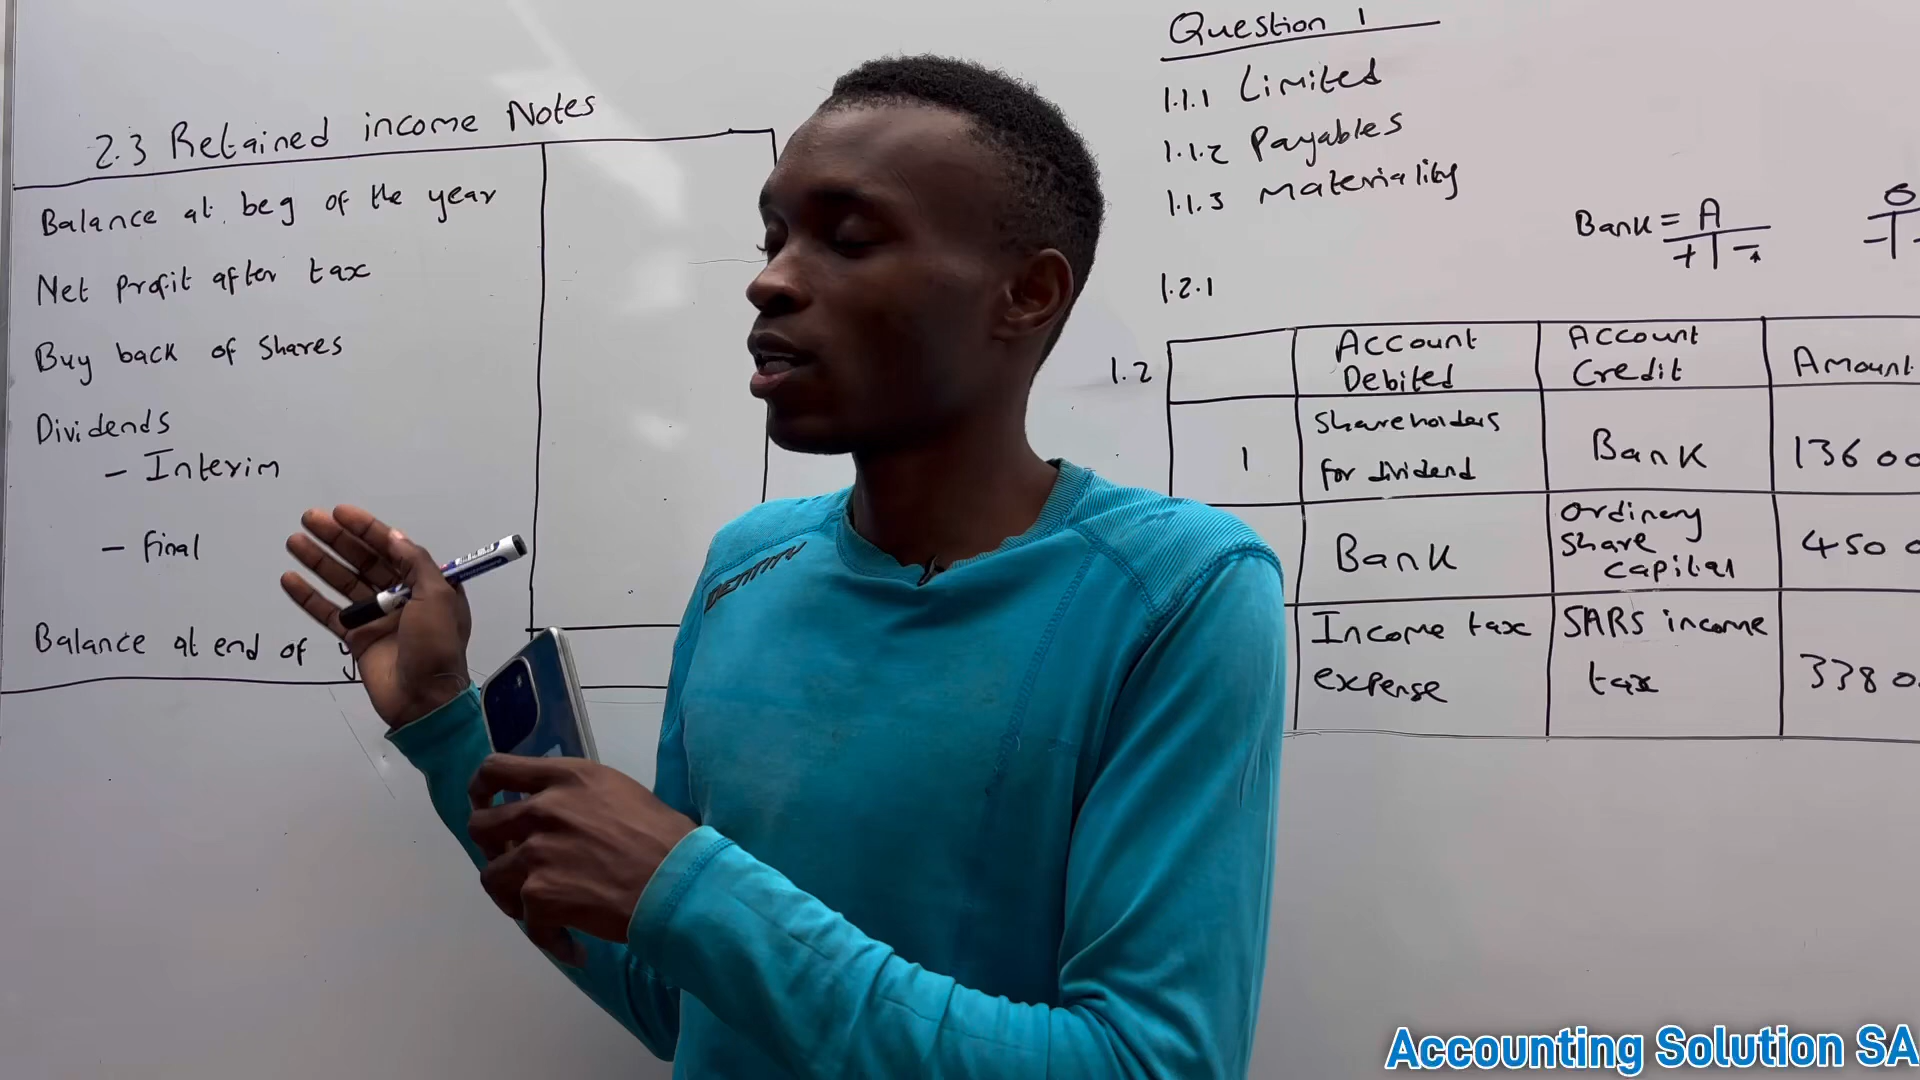 2.3 Retained income Notes
Balance at beg of the year
Net Profit after tax
Buy back of Shares
Dividends
- Interim
- final
Balance at end of y
Question 1
1.1.1 Limited
1.1.2 Payables
1.1.3 Materiality
Bank = A
+ -
1.2.1
1.2
Account Debited
Account Credit
Amount
1
Shareholders for dividend
Bank
136 00
Bank
Ordinary share capital
450 0
Income tax expense
SARS income tax
338 0
IDENTITY
Accounting Solution SA